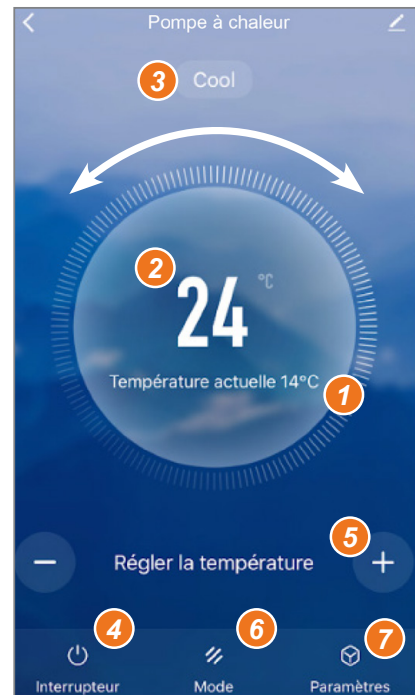 Pompe à chaleur
3 Cool
2
24 °C
Température actuelle 14°C
1
5
Régler la température
4 6 7
Interrupteur Mode Paramètres